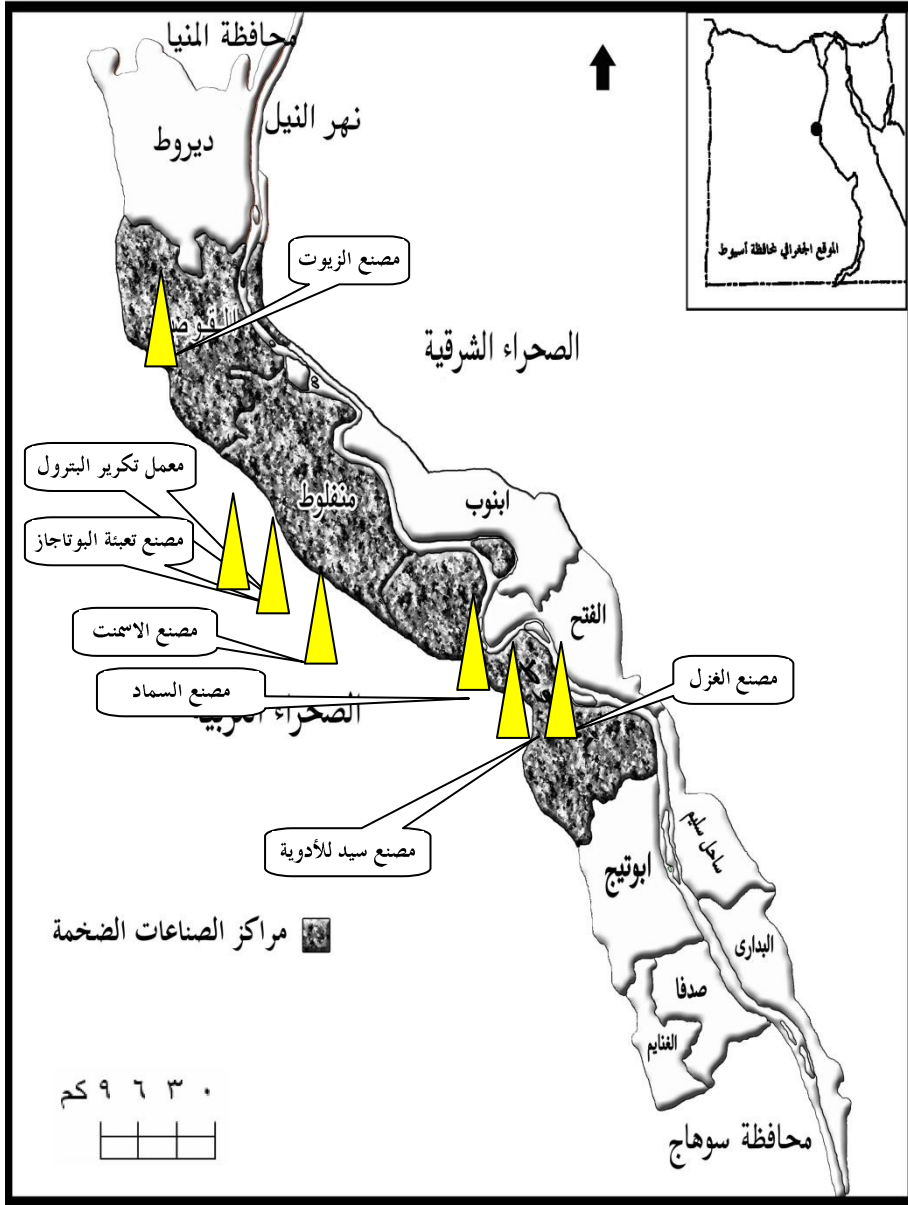 محافظة المنيا
نهر النيل
ديروط
الموقع الجغرافي لمحافظة أسيوط
مصنع الزيوت
الصحراء الشرقية
معمل تكرير البترول
منفلوط
ابنوب
مصنع تعبئة البوتاجاز
الفتح
مصنع الاسمنت
مصنع الغزل
مصنع السماد
الصحراء الغربية
مصنع سيد للأدوية
ساحل سليم
ابوتيج
مراكز الصناعات الضخمة
البدارى
صدفا
الغنايم
٠ ٣ ٦ ٩ كم
محافظة سوهاج